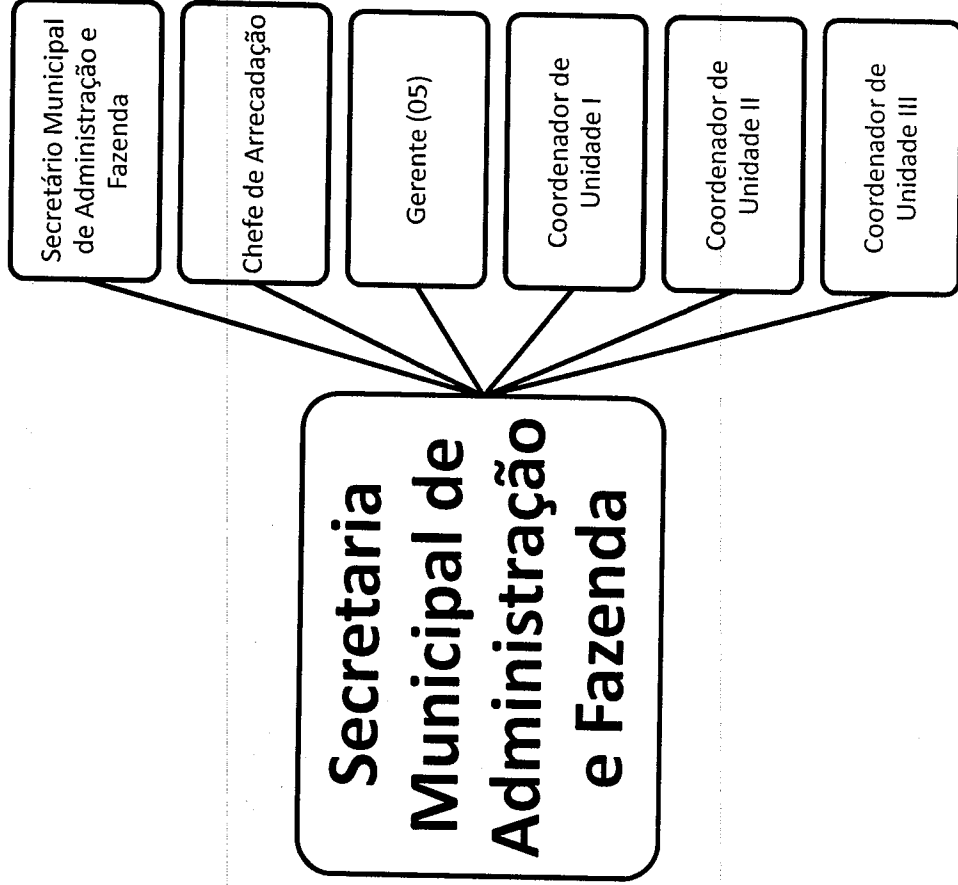 Secretaria
Municipal de
Administração
e Fazenda
Secretário Municipal
de Administração e
Fazenda
Chefe de Arrecadação
Gerente (05)
Coordenador de
Unidade I
Coordenador de
Unidade II
Coordenador de
Unidade III